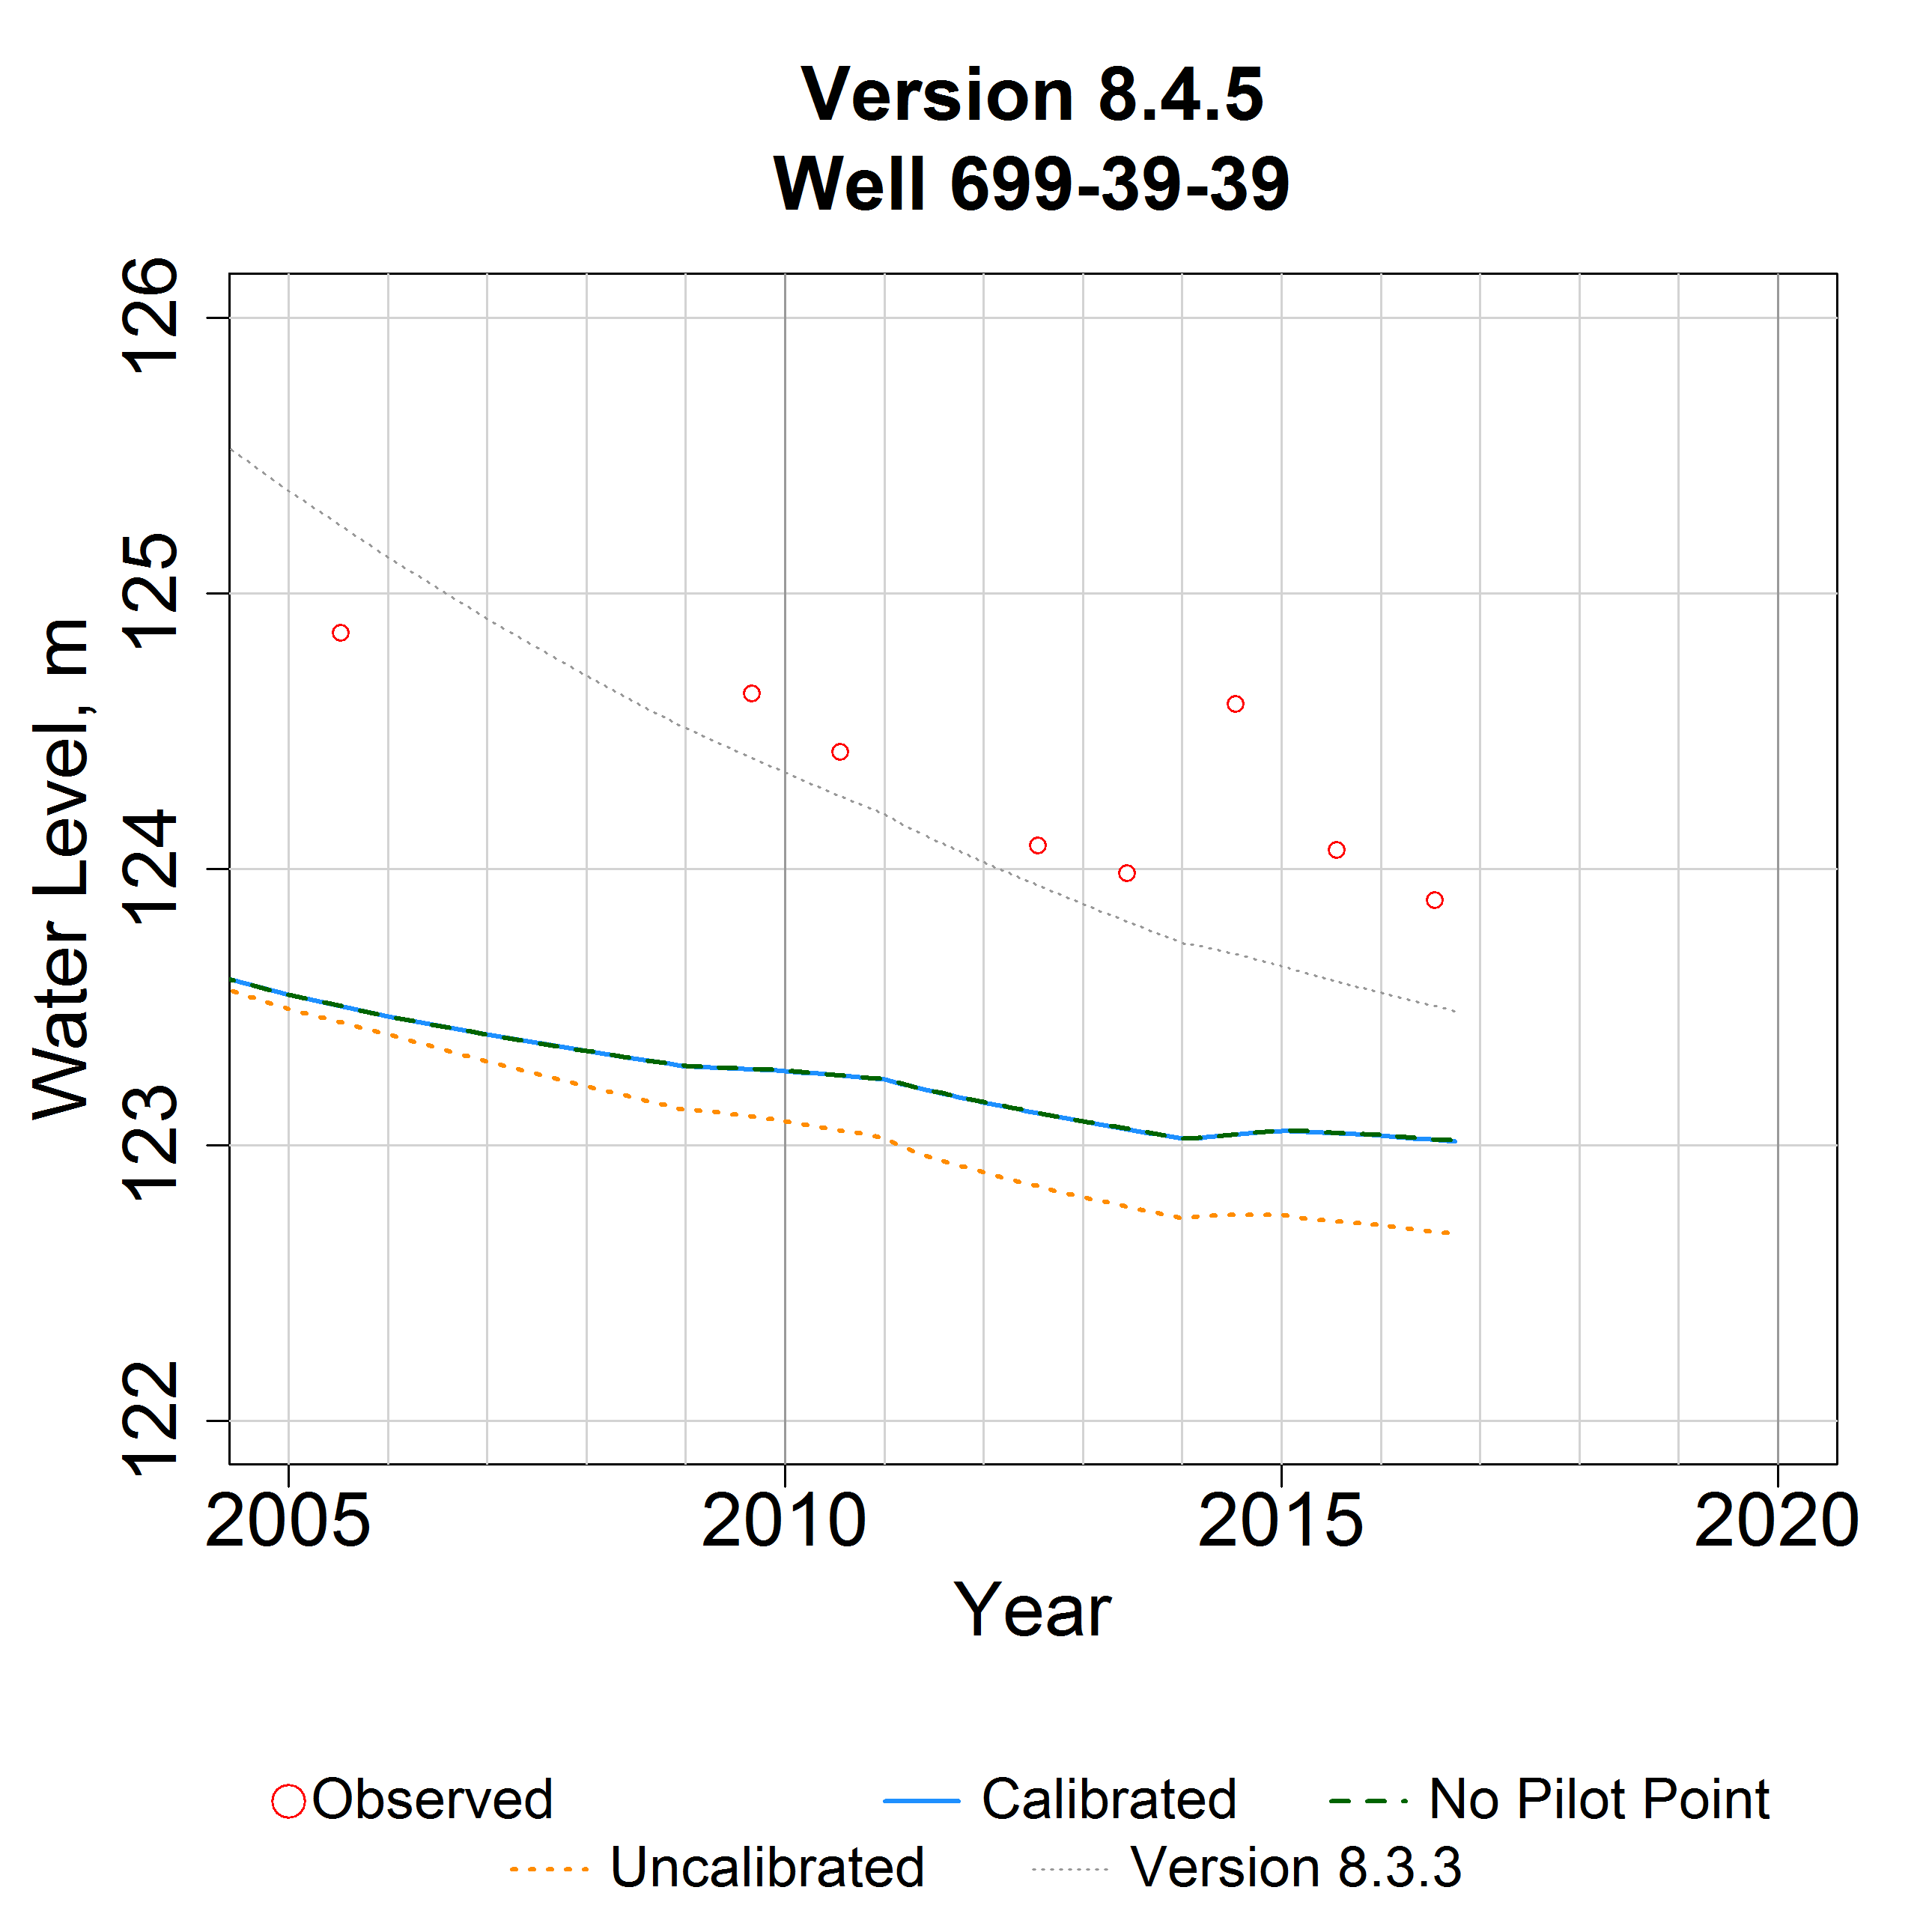 Version 8.4.5
Well 699-39-39
Water Level, m
126
125
124
123
122
2005 2010 2015 2020
Year
Observed Calibrated No Pilot Point
Uncalibrated Version 8.3.3